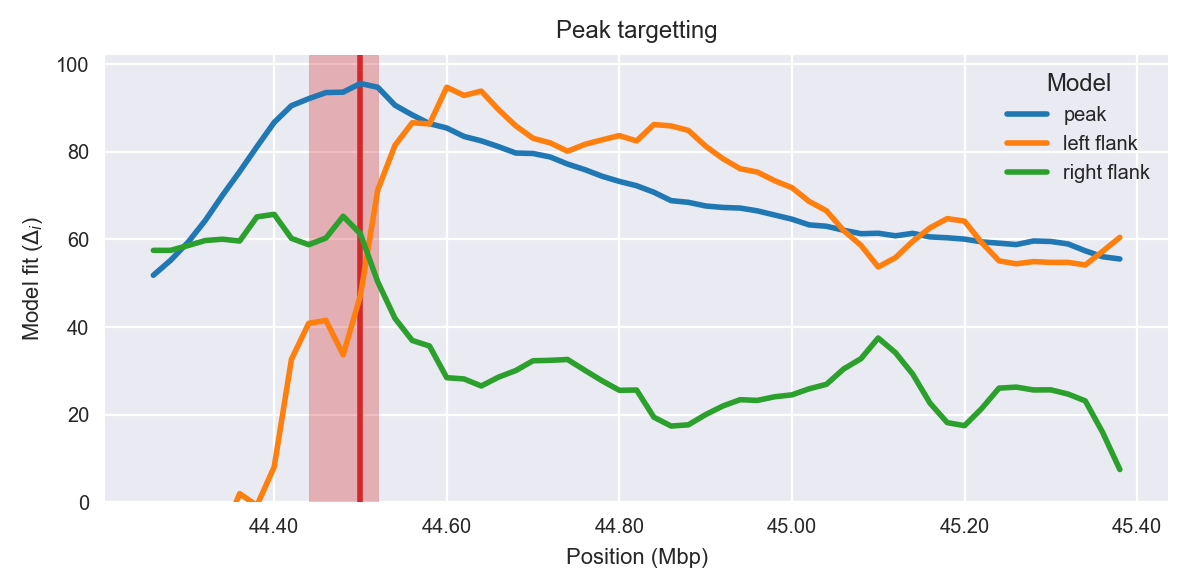 Peak targetting
Model fit (Δi)
100
80
60
40
20
0
Model
peak
left flank
right flank
44.40
44.60
44.80
45.00
45.20
45.40
Position (Mbp)